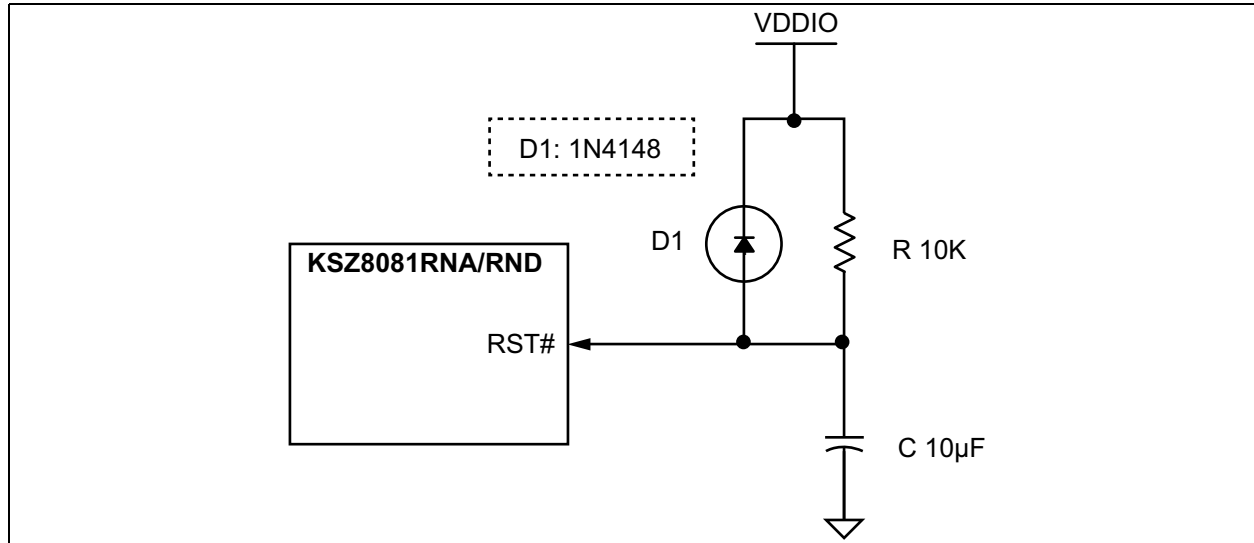 VDDIO
D1: 1N4148
D1
R 10K
KSZ8081RNA/RND
RST#
C 10µF